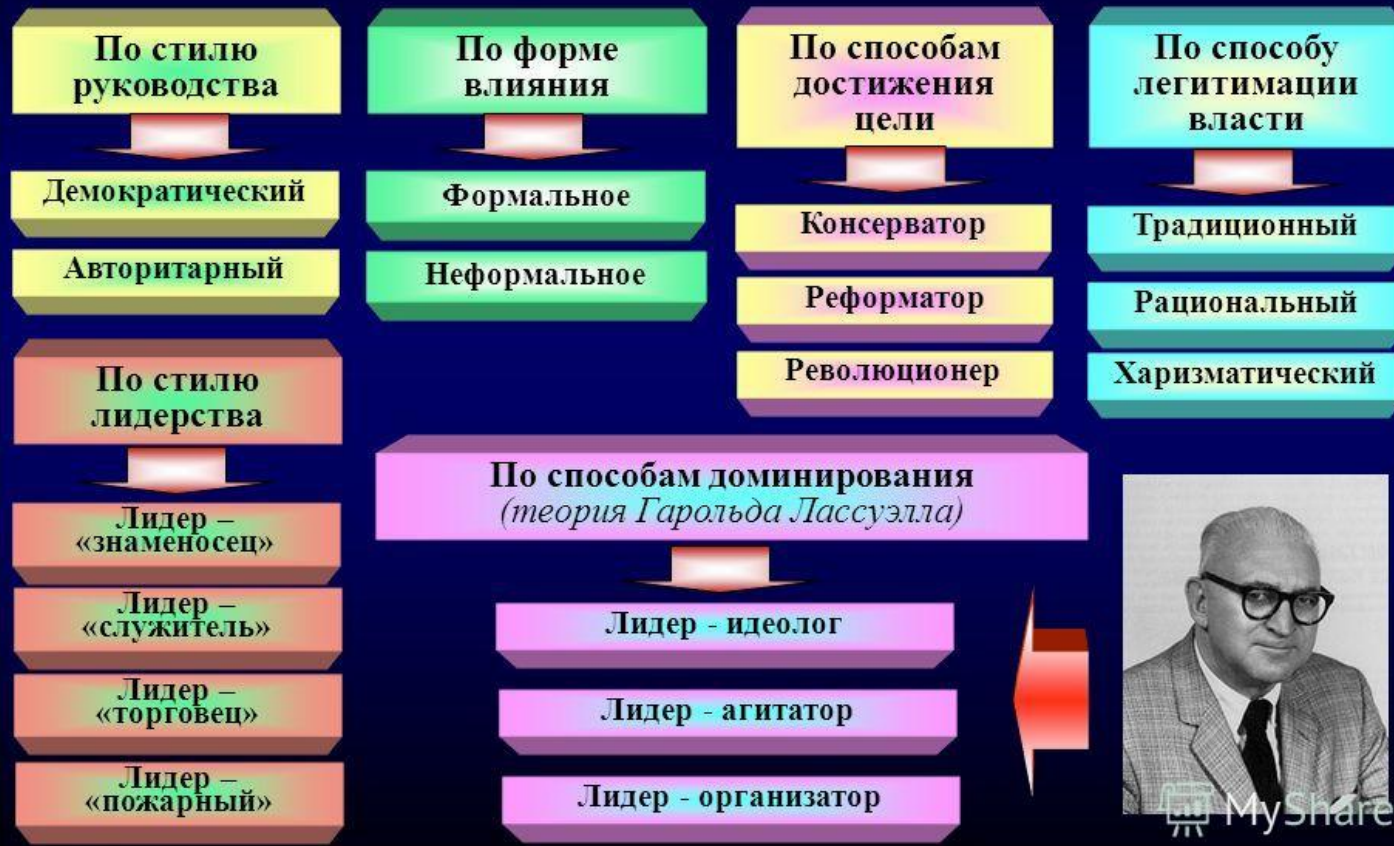 По стилю
руководства
Демократический
Авторитарный
По форме
влияния
Формальное
Неформальное
По способам
достижения
цели
Консерватор
Реформатор
Революционер
По способу
легитимации
власти
Традиционный
Рациональный
Харизматический
По стилю
лидерства
Лидер –
«знаменосец»
Лидер –
«служитель»
Лидер –
«торговец»
Лидер –
«пожарный»
По способам доминирования
(теория Гарольда Лассуэлла)
Лидер - идеолог
Лидер - агитатор
Лидер - организатор
MyShare